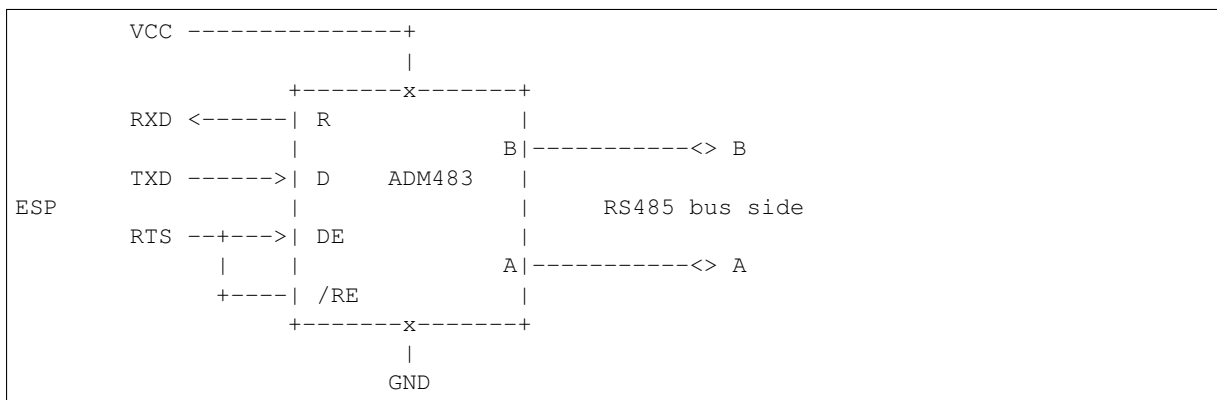 VCC ---------------+
                   |
           +-------x-------+
RXD <------| R             |
           |              B|-----------<> B
TXD ------>| D    ADM483   |
ESP        |               |    RS485 bus side
RTS --+--->| DE            |
      |    |              A|-----------<> A
      +----| /RE           |
           +-------x-------+
                   |
                  GND